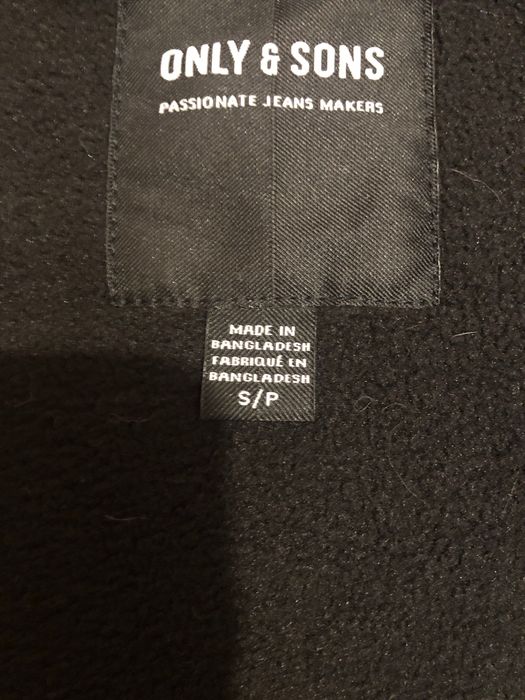 ONLY & SONS
PASSIONATE JEANS MAKERS
MADE IN
BANGLADESH
FABRIQUÉ EN
BANGLADESH
S/P